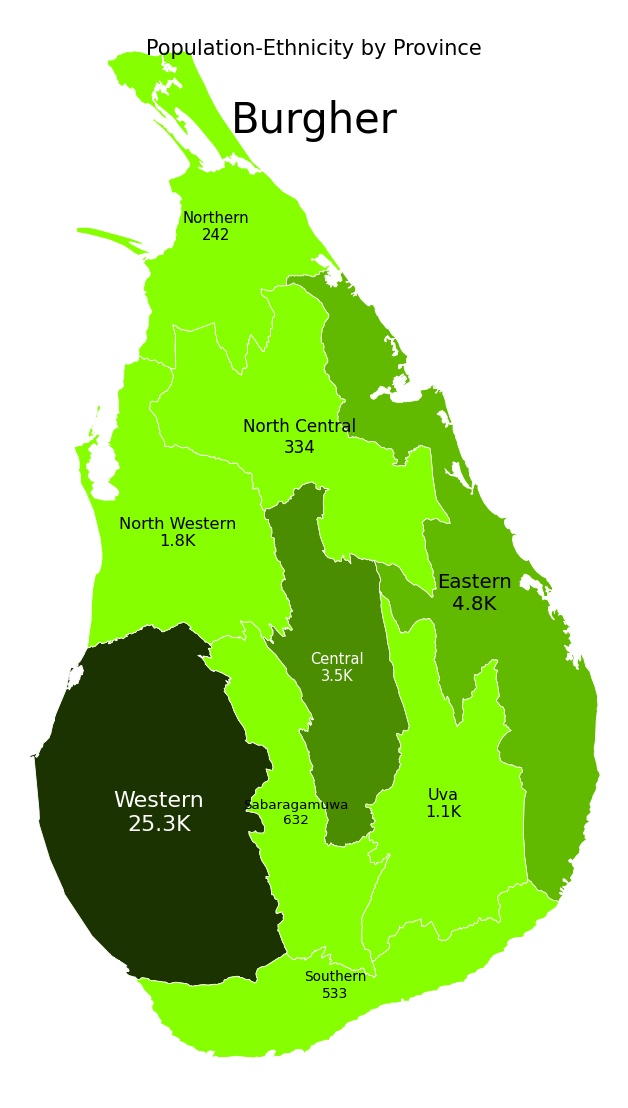 Population-Ethnicity by Province
Burgher
Northern
242
North Central
334
North Western
1.8K
Eastern
4.8K
Central
3.5K
Western
25.3K
Sabaragamuwa
632
Uva
1.1K
Southern
533